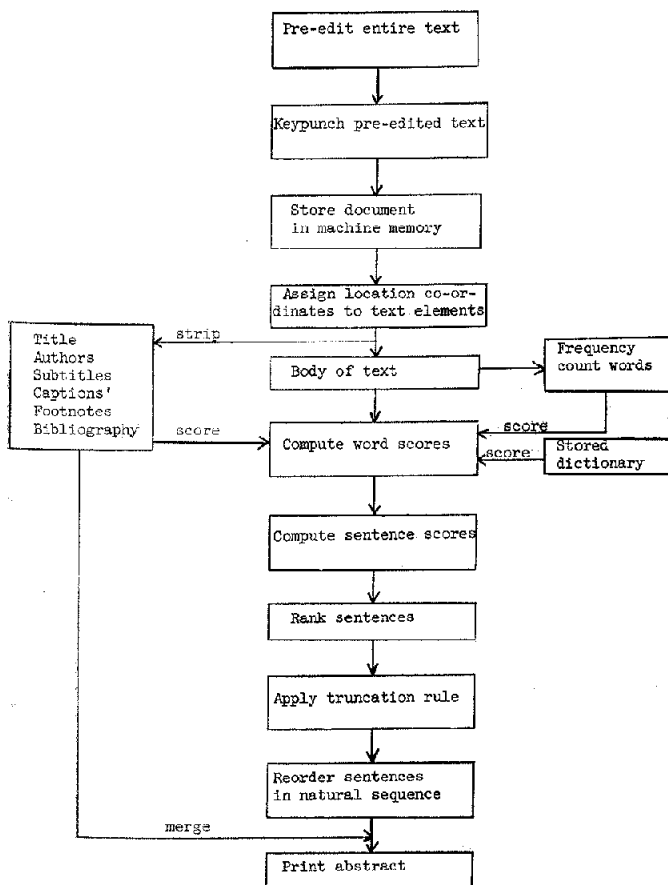 Pre-edit entire text
Keypunch pre-edited text
Store document
in machine memory
Assign location co-or-
dinates to text elements
strip
Title
Authors
Subtitles
Captions'
Footnotes
Bibliography
Body of text
Frequency
count words
score
score
Compute word scores
score
Stored
dictionary
Compute sentence scores
Rank sentences
Apply truncation rule
Reorder sentences
in natural sequence
merge
Print abstract